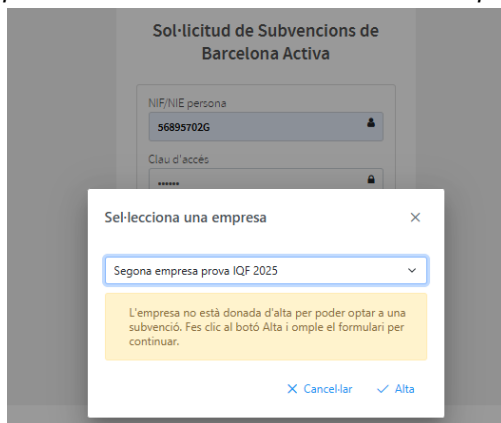 Sol·licitud de Subvencions de
Barcelona Activa
NIF/NIE persona
56895702G
Clau d'accés
••••••
Sel·lecciona una empresa
Segona empresa prova IQF 2025
L'empresa no està donada d'alta per poder optar a una
subvenció. Fes clic al botó Alta i omple el formulari per
continuar.
Cancel·lar Alta